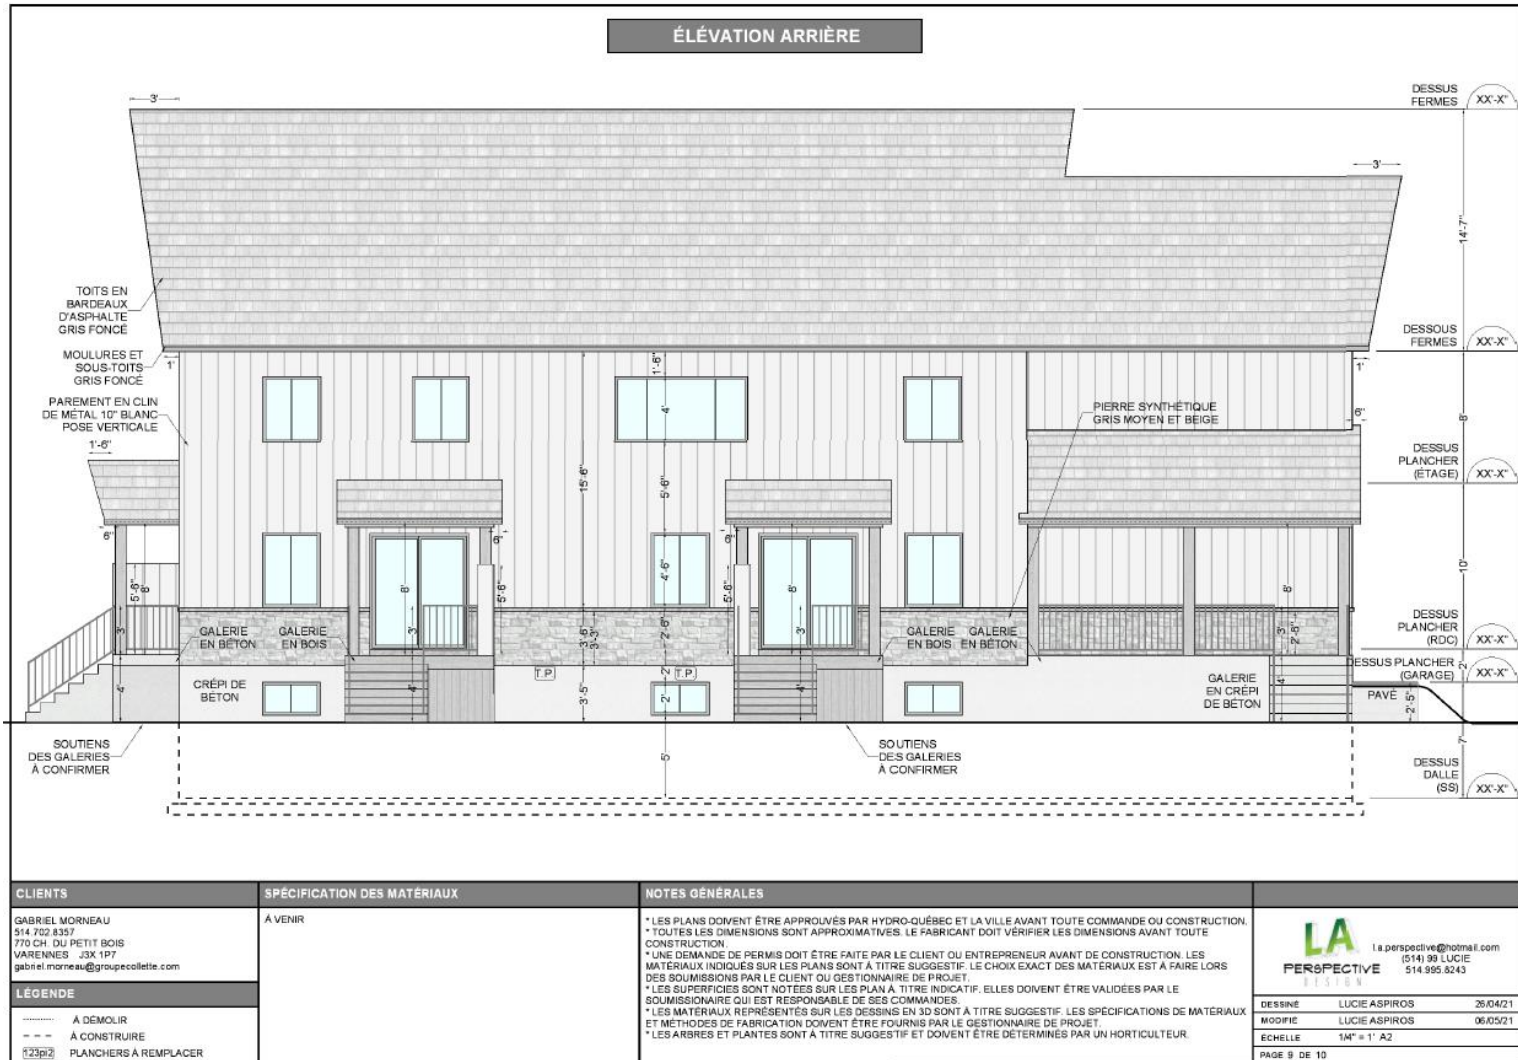 ÉLÉVATION ARRIÈRE
3'
DESSUS
FERMES
XX'-X"
3'
14'-7"
TOITS EN
BARDEAUX
D'ASPHALTE
GRIS FONCÉ
DESSOUS
FERMES
XX'-X"
MOULURES ET
SOUS-TOITS
GRIS FONCÉ
1'
1'-6"
1'
PAREMENT EN CLIN
DE MÉTAL 10" BLANC
POSE VERTICALE
4'
PIERRE SYNTHÉTIQUE
GRIS MOYEN ET BEIGE
6"
8'
1'-6"
DESSUS
PLANCHER
(ÉTAGE)
XX'-X"
15'-6"
5'-6"
6"
6"
6"
10'
5'-6"
8'
8'
5'-6"
4'-6"
5'-6"
8'
8'
3'
3'
3'-6"
3'-3"
2'-6"
3'
3'
2'-8"
DESSUS
PLANCHER
(RDC)
XX'-X"
GALERIE
EN BÉTON
GALERIE
EN BOIS
GALERIE
EN BOIS
GALERIE
EN BÉTON
DESSUS PLANCHER
(GARAGE)
2'
XX'-X"
T.P.
2'
T.P.
CRÉPI DE
BÉTON
4'
4'
3'-5"
2'
4'
GALERIE
EN CRÉPI
DE BÉTON
4'
PAVÉ
2'-5"
SOUTIENS
DES GALERIES
À CONFIRMER
5'
SOUTIENS
DES GALERIES
À CONFIRMER
7'
DESSUS
DALLE
(SS)
XX'-X"
CLIENTS
GABRIEL MORNEAU
514.702.8357
770 CH. DU PETIT BOIS
VARENNES J3X 1P7
gabriel.morneau@groupecollette.com
LÉGENDE
À DÉMOLIR
À CONSTRUIRE
123pi2 PLANCHERS À REMPLACER
SPÉCIFICATION DES MATÉRIAUX
À VENIR
NOTES GÉNÉRALES
* LES PLANS DOIVENT ÊTRE APPROUVÉS PAR HYDRO-QUÉBEC ET LA VILLE AVANT TOUTE COMMANDE OU CONSTRUCTION.
* TOUTES LES DIMENSIONS SONT APPROXIMATIVES. LE FABRICANT DOIT VÉRIFIER LES DIMENSIONS AVANT TOUTE
CONSTRUCTION.
* UNE DEMANDE DE PERMIS DOIT ÊTRE FAITE PAR LE CLIENT OU ENTREPRENEUR AVANT DE CONSTRUCTION. LES
MATÉRIAUX INDIQUÉS SUR LES PLANS SONT À TITRE SUGGESTIF. LE CHOIX EXACT DES MATÉRIAUX EST À FAIRE LORS
DES SOUMISSIONS PAR LE CLIENT OU GESTIONNAIRE DE PROJET.
* LES SUPERFICIES SONT NOTÉES SUR LES PLAN À TITRE INDICATIF. ELLES DOIVENT ÊTRE VALIDÉES PAR LE
SOUMISSIONAIRE QUI EST RESPONSABLE DE SES COMMANDES.
* LES MATÉRIAUX REPRÉSENTÉS SUR LES DESSINS EN 3D SONT À TITRE SUGGESTIF. LES SPÉCIFICATIONS DE MATÉRIAUX
ET MÉTHODES DE FABRICATION DOIVENT ÊTRE FOURNIS PAR LE GESTIONNAIRE DE PROJET.
* LES ARBRES ET PLANTES SONT À TITRE SUGGESTIF ET DOIVENT ÊTRE DÉTERMINÉS PAR UN HORTICULTEUR.
LA
PERSPECTIVE
DESIGN
l.a.perspective@hotmail.com
(514) 99 LUCIE
514.995.8243
DESSINÉ LUCIE ASPIROS 26/04/21
MODIFIÉ LUCIE ASPIROS 06/05/21
ÉCHELLE 1/4" = 1' A2
PAGE 9 DE 10